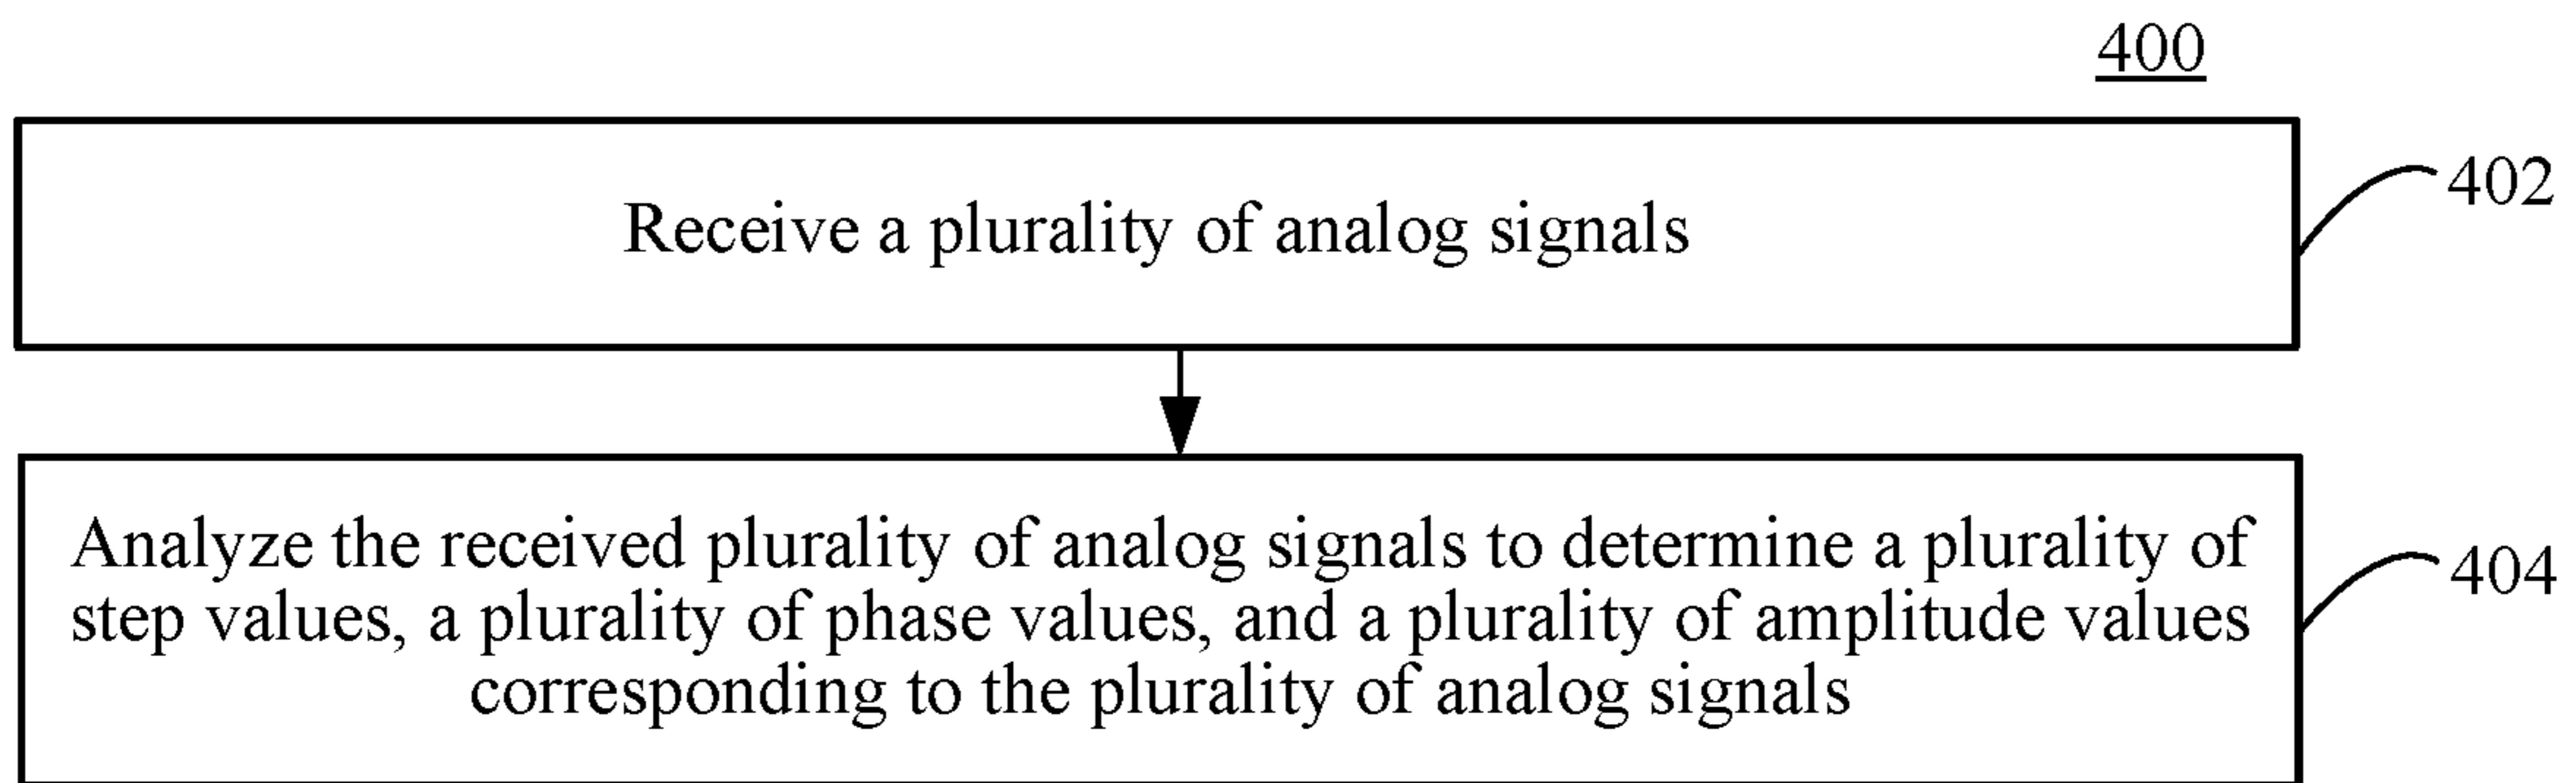 400
Receive a plurality of analog signals
402
Analyze the received plurality of analog signals to determine a plurality of
step values, a plurality of phase values, and a plurality of amplitude values
corresponding to the plurality of analog signals
404